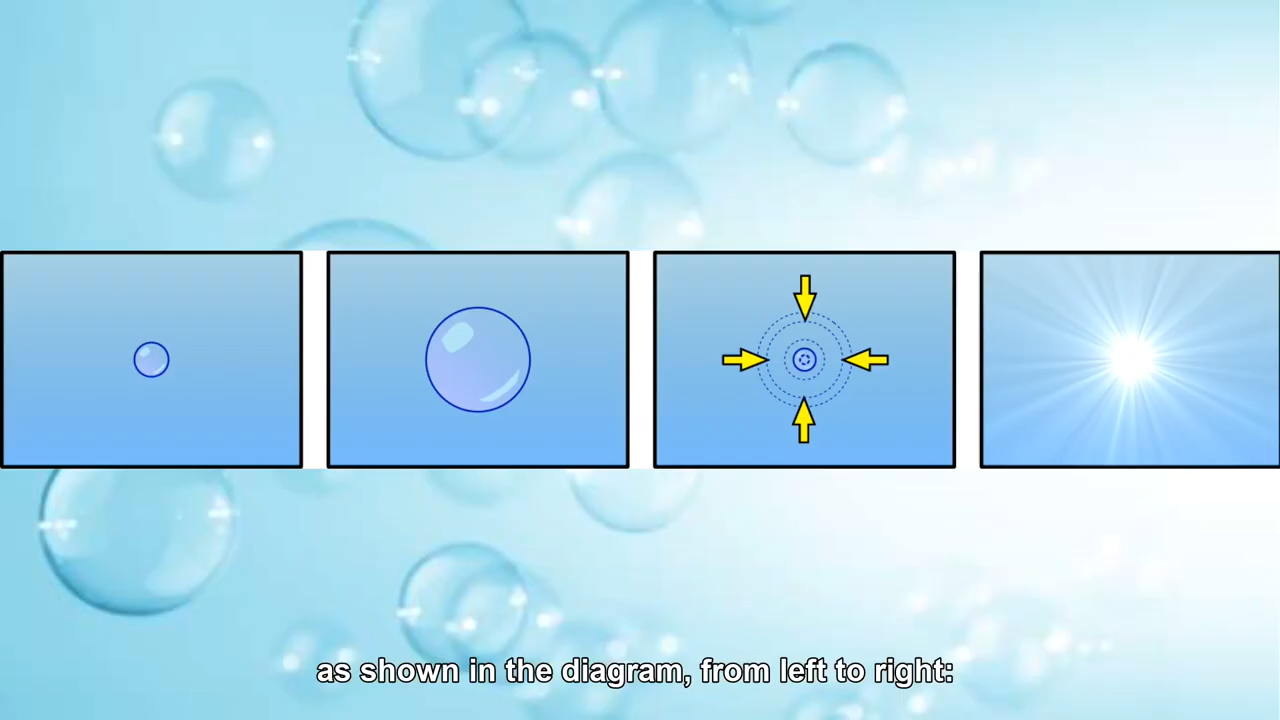 as shown in the diagram, from left to right: